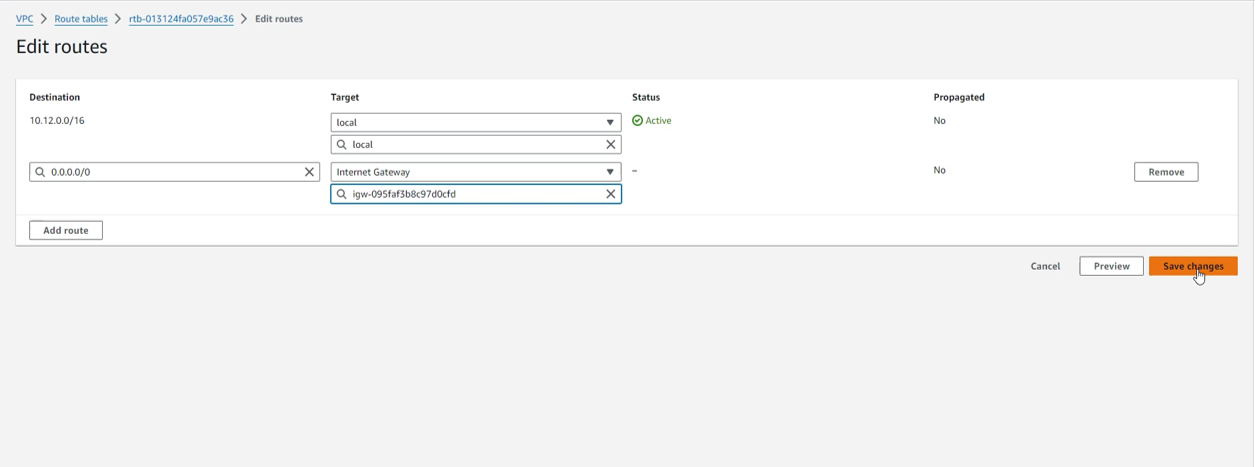 VPC > Route tables > rtb-013124fa057e9ac36 > Edit routes
Edit routes
Destination Target Status Propagated
10.12.0.0/16 local Active No
local
0.0.0.0/0 Internet Gateway – No Remove
igw-095faf3b8c97d0cfd
Add route
Cancel Preview Save changes